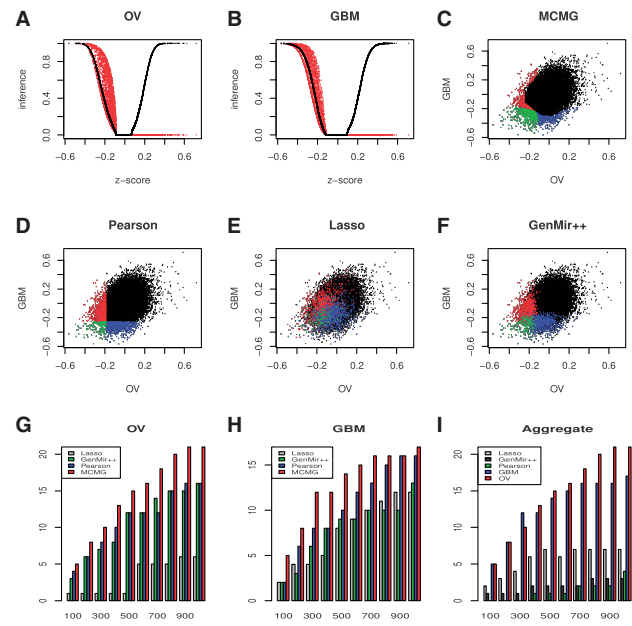 A OV
inference
0.0 0.4 0.8
−0.6 −0.2 0.2 0.6
z−score
B GBM
inference
0.0 0.4 0.8
−0.6 −0.2 0.2 0.6
z−score
C MCMG
GBM
−0.6 −0.2 0.2 0.6
−0.6 −0.2 0.2 0.6
OV
D Pearson
GBM
−0.6 −0.2 0.2 0.6
−0.6 −0.2 0.2 0.6
OV
E Lasso
GBM
−0.6 −0.2 0.2 0.6
−0.6 −0.2 0.2 0.6
OV
F GenMir++
GBM
−0.6 −0.2 0.2 0.6
−0.6 −0.2 0.2 0.6
OV
G OV
Lasso
GenMir++
Pearson
MCMG
0 5 10 15 20
100 300 500 700 900
H GBM
Lasso
GenMir++
Pearson
MCMG
0 5 10 15
100 300 500 700 900
I Aggregate
Lasso
GenMir++
Pearson
GBM
OV
0 5 10 15 20
100 300 500 700 900